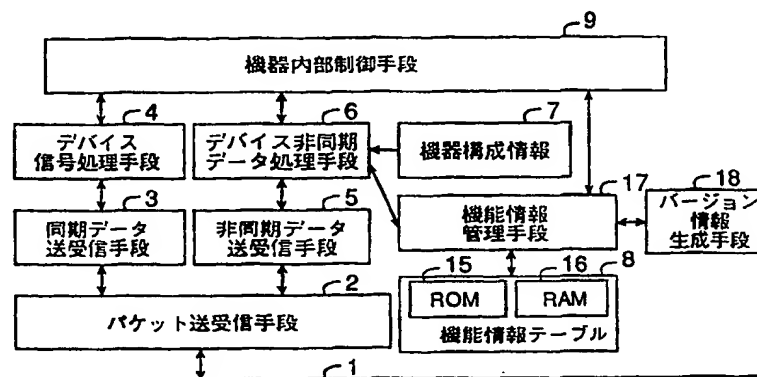 9
機器内部制御手段
4
デバイス
信号処理手段
6
デバイス非同期
データ処理手段
7
機器構成情報
3
同期データ
送受信手段
5
非同期データ
送受信手段
17
機能情報
管理手段
18
バージョン
情報
生成手段
2
パケット送受信手段
15
ROM
16
RAM
8
機能情報テーブル
1